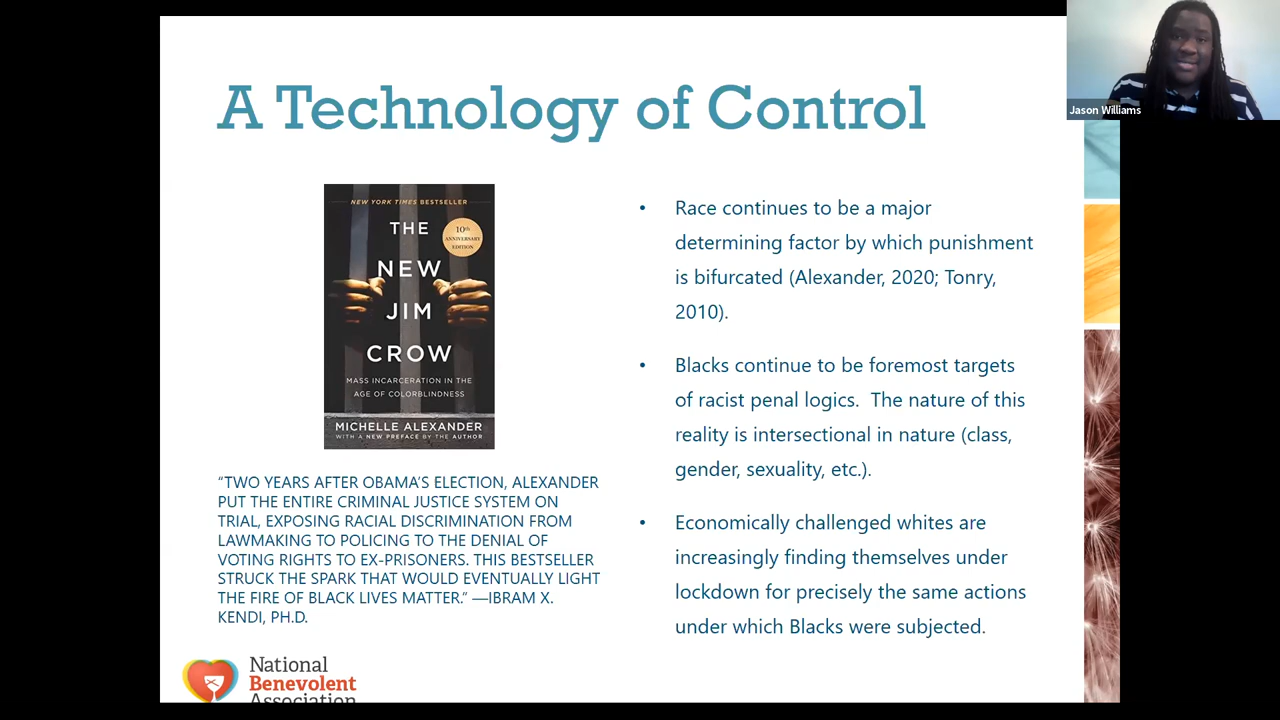 A Technology of Control
Jason Williams
NEW YORK TIMES BESTSELLER
THE
10th
ANNIVERSARY
EDITION
NEW
JIM
CROW
MASS INCARCERATION IN THE
AGE OF COLORBLINDNESS
MICHELLE ALEXANDER
WITH A NEW PREFACE BY THE AUTHOR
“TWO YEARS AFTER OBAMA’S ELECTION, ALEXANDER
PUT THE ENTIRE CRIMINAL JUSTICE SYSTEM ON
TRIAL, EXPOSING RACIAL DISCRIMINATION FROM
LAWMAKING TO POLICING TO THE DENIAL OF
VOTING RIGHTS TO EX-PRISONERS. THIS BESTSELLER
STRUCK THE SPARK THAT WOULD EVENTUALLY LIGHT
THE FIRE OF BLACK LIVES MATTER.” —IBRAM X.
KENDI, PH.D.
• Race continues to be a major
determining factor by which punishment
is bifurcated (Alexander, 2020; Tonry,
2010).
• Blacks continue to be foremost targets
of racist penal logics.  The nature of this
reality is intersectional in nature (class,
gender, sexuality, etc.).
• Economically challenged whites are
increasingly finding themselves under
lockdown for precisely the same actions
under which Blacks were subjected.
National
Benevolent
Association